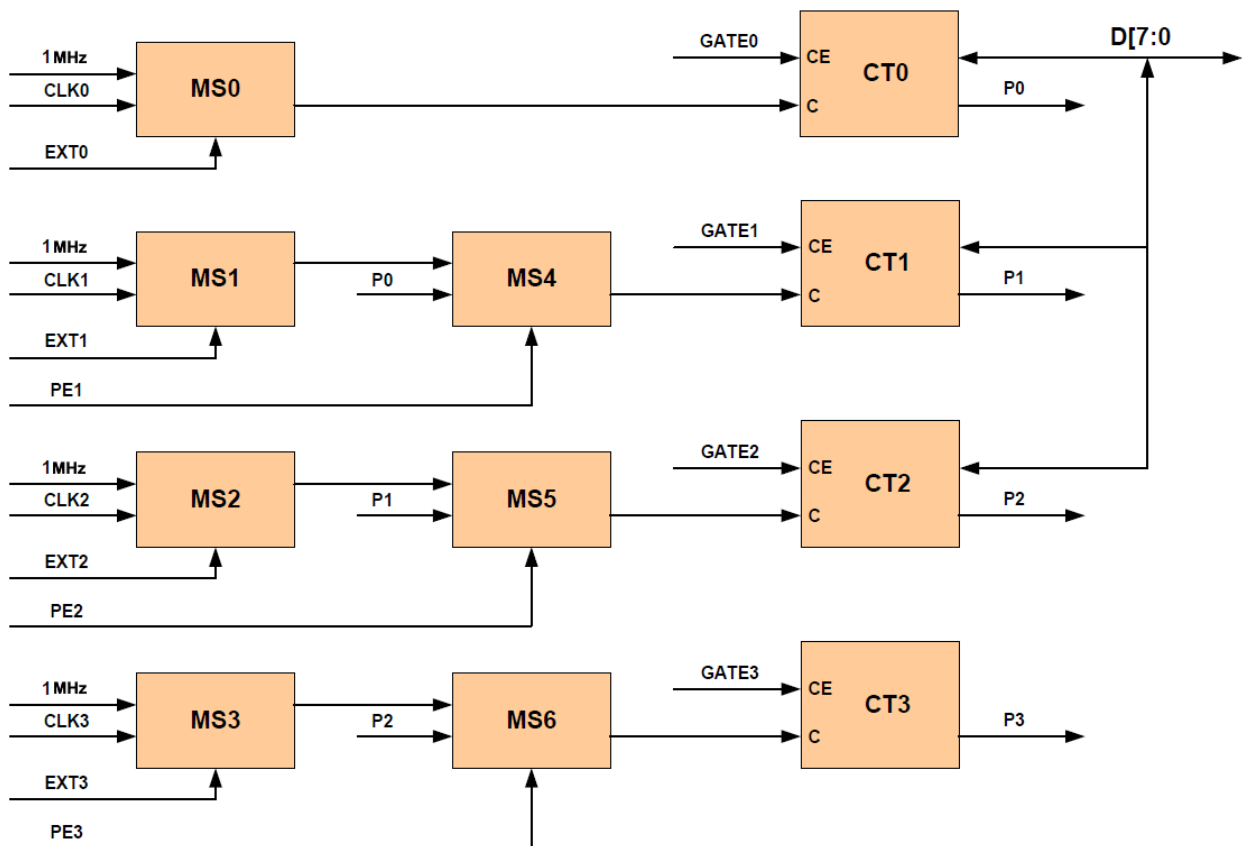 D[7:0
1MHz
GATE0
CE
CT0
CLK0
MS0
P0
C
EXT0
1MHz
GATE1
CE
CT1
CLK1
MS1
P0
MS4
P1
C
EXT1
PE1
1MHz
GATE2
CE
CT2
CLK2
MS2
P1
MS5
P2
C
EXT2
PE2
1MHz
GATE3
CE
CT3
CLK3
MS3
P2
MS6
P3
C
EXT3
PE3